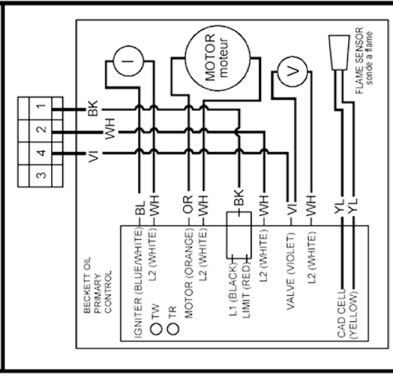 I
MOTOR
moteur
V
FLAME SENSOR
sonde a flame
1
2
4
3
BK
WH
VI
BL
WH
OR
WH
BK
WH
VI
WH
YL
YL
BECKETT OIL
PRIMARY
CONTROL
IGNITER (BLUE/WHITE)
L2 (WHITE)
TW
TR
MOTOR (ORANGE)
L2 (WHITE)
L1 (BLACK)
LIMIT (RED)
L2 (WHITE)
VALVE (VIOLET)
L2 (WHITE)
CAD CELL
(YELLOW)